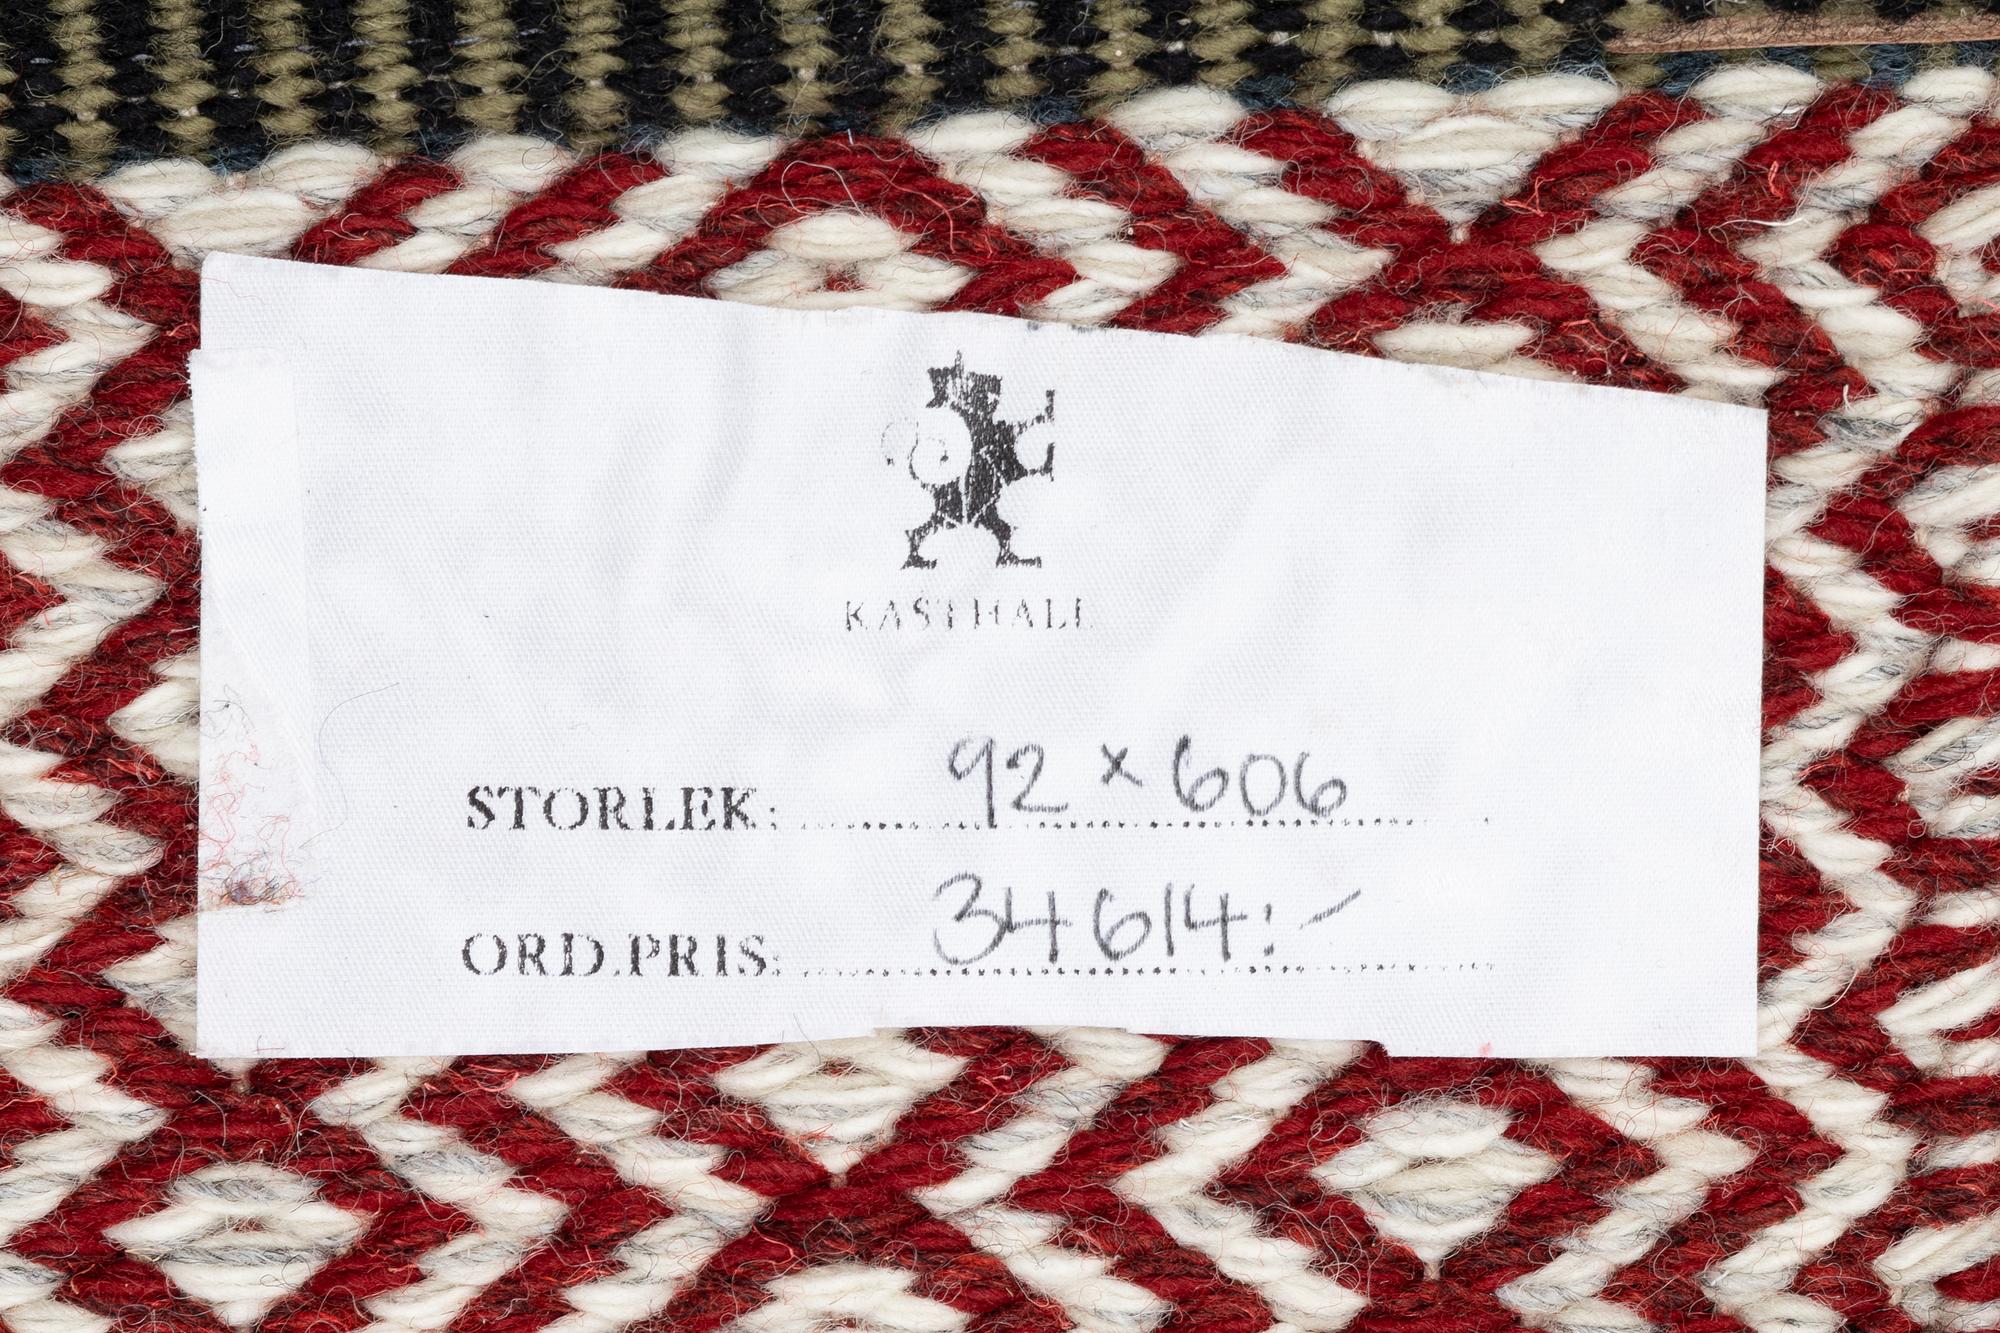 KASTHALL
STORLEK: 92 x 606
ORD.PRIS: 34614:-